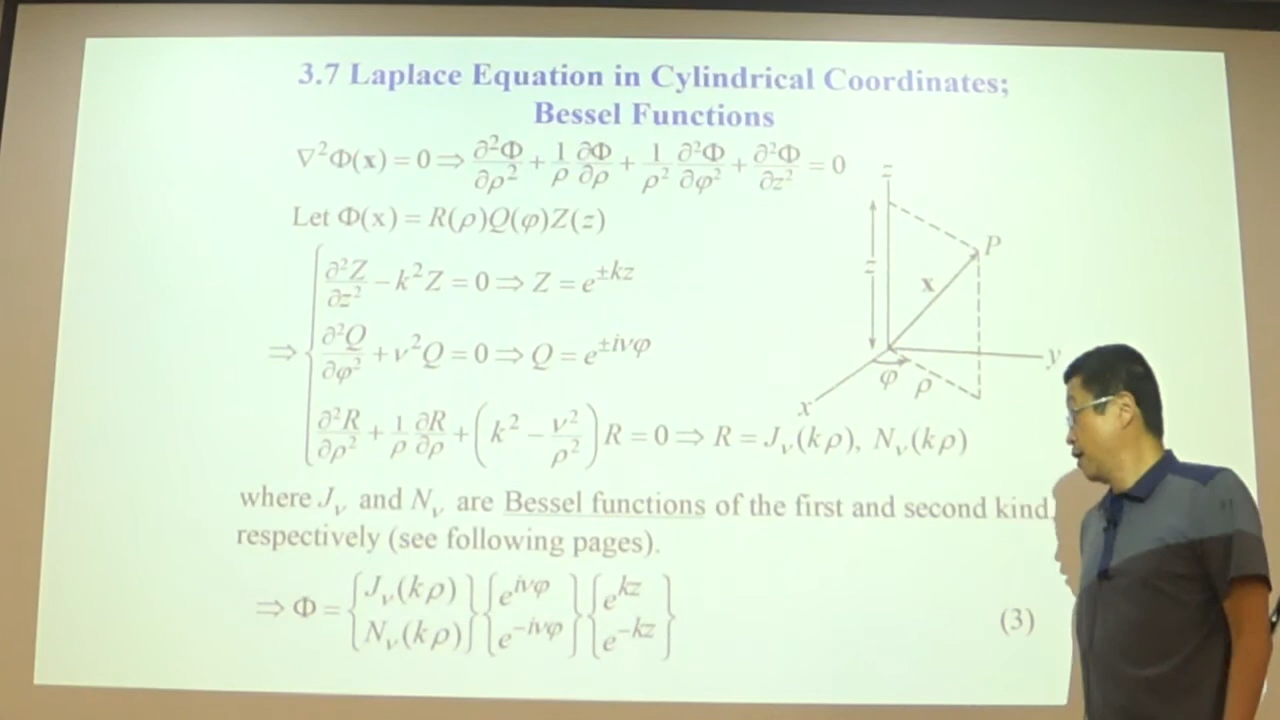 3.7 Laplace Equation in Cylindrical Coordinates;
Bessel Functions
∇²Φ(x) = 0 ⇒ ∂²Φ/∂ρ² + 1/ρ ∂Φ/∂ρ + 1/ρ² ∂²Φ/∂φ² + ∂²Φ/∂z² = 0
Let Φ(x) = R(ρ)Q(φ)Z(z)
∂²Z/∂z² − k²Z = 0 ⇒ Z = e^{±kz}
⇒ { ∂²Q/∂φ² + ν²Q = 0 ⇒ Q = e^{±iνφ}
∂²R/∂ρ² + 1/ρ ∂R/∂ρ + (k² − ν²/ρ²) R = 0 ⇒ R = J_ν(kρ), N_ν(kρ)
z
P
z
x
y
φ
ρ
x
where J_ν and N_ν are Bessel functions of the first and second kind,
respectively (see following pages).
⇒ Φ = { J_ν(kρ) N_ν(kρ) } { e^{iνφ} e^{−iνφ} } { e^{kz} e^{−kz} } (3)